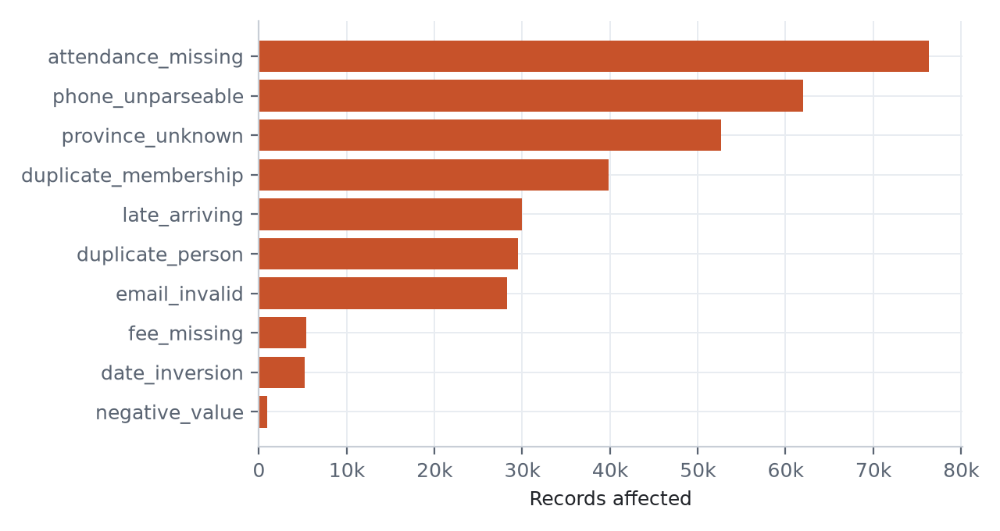 attendance_missing
phone_unparseable
province_unknown
duplicate_membership
late_arriving
duplicate_person
email_invalid
fee_missing
date_inversion
negative_value
0 10k 20k 30k 40k 50k 60k 70k 80k
Records affected